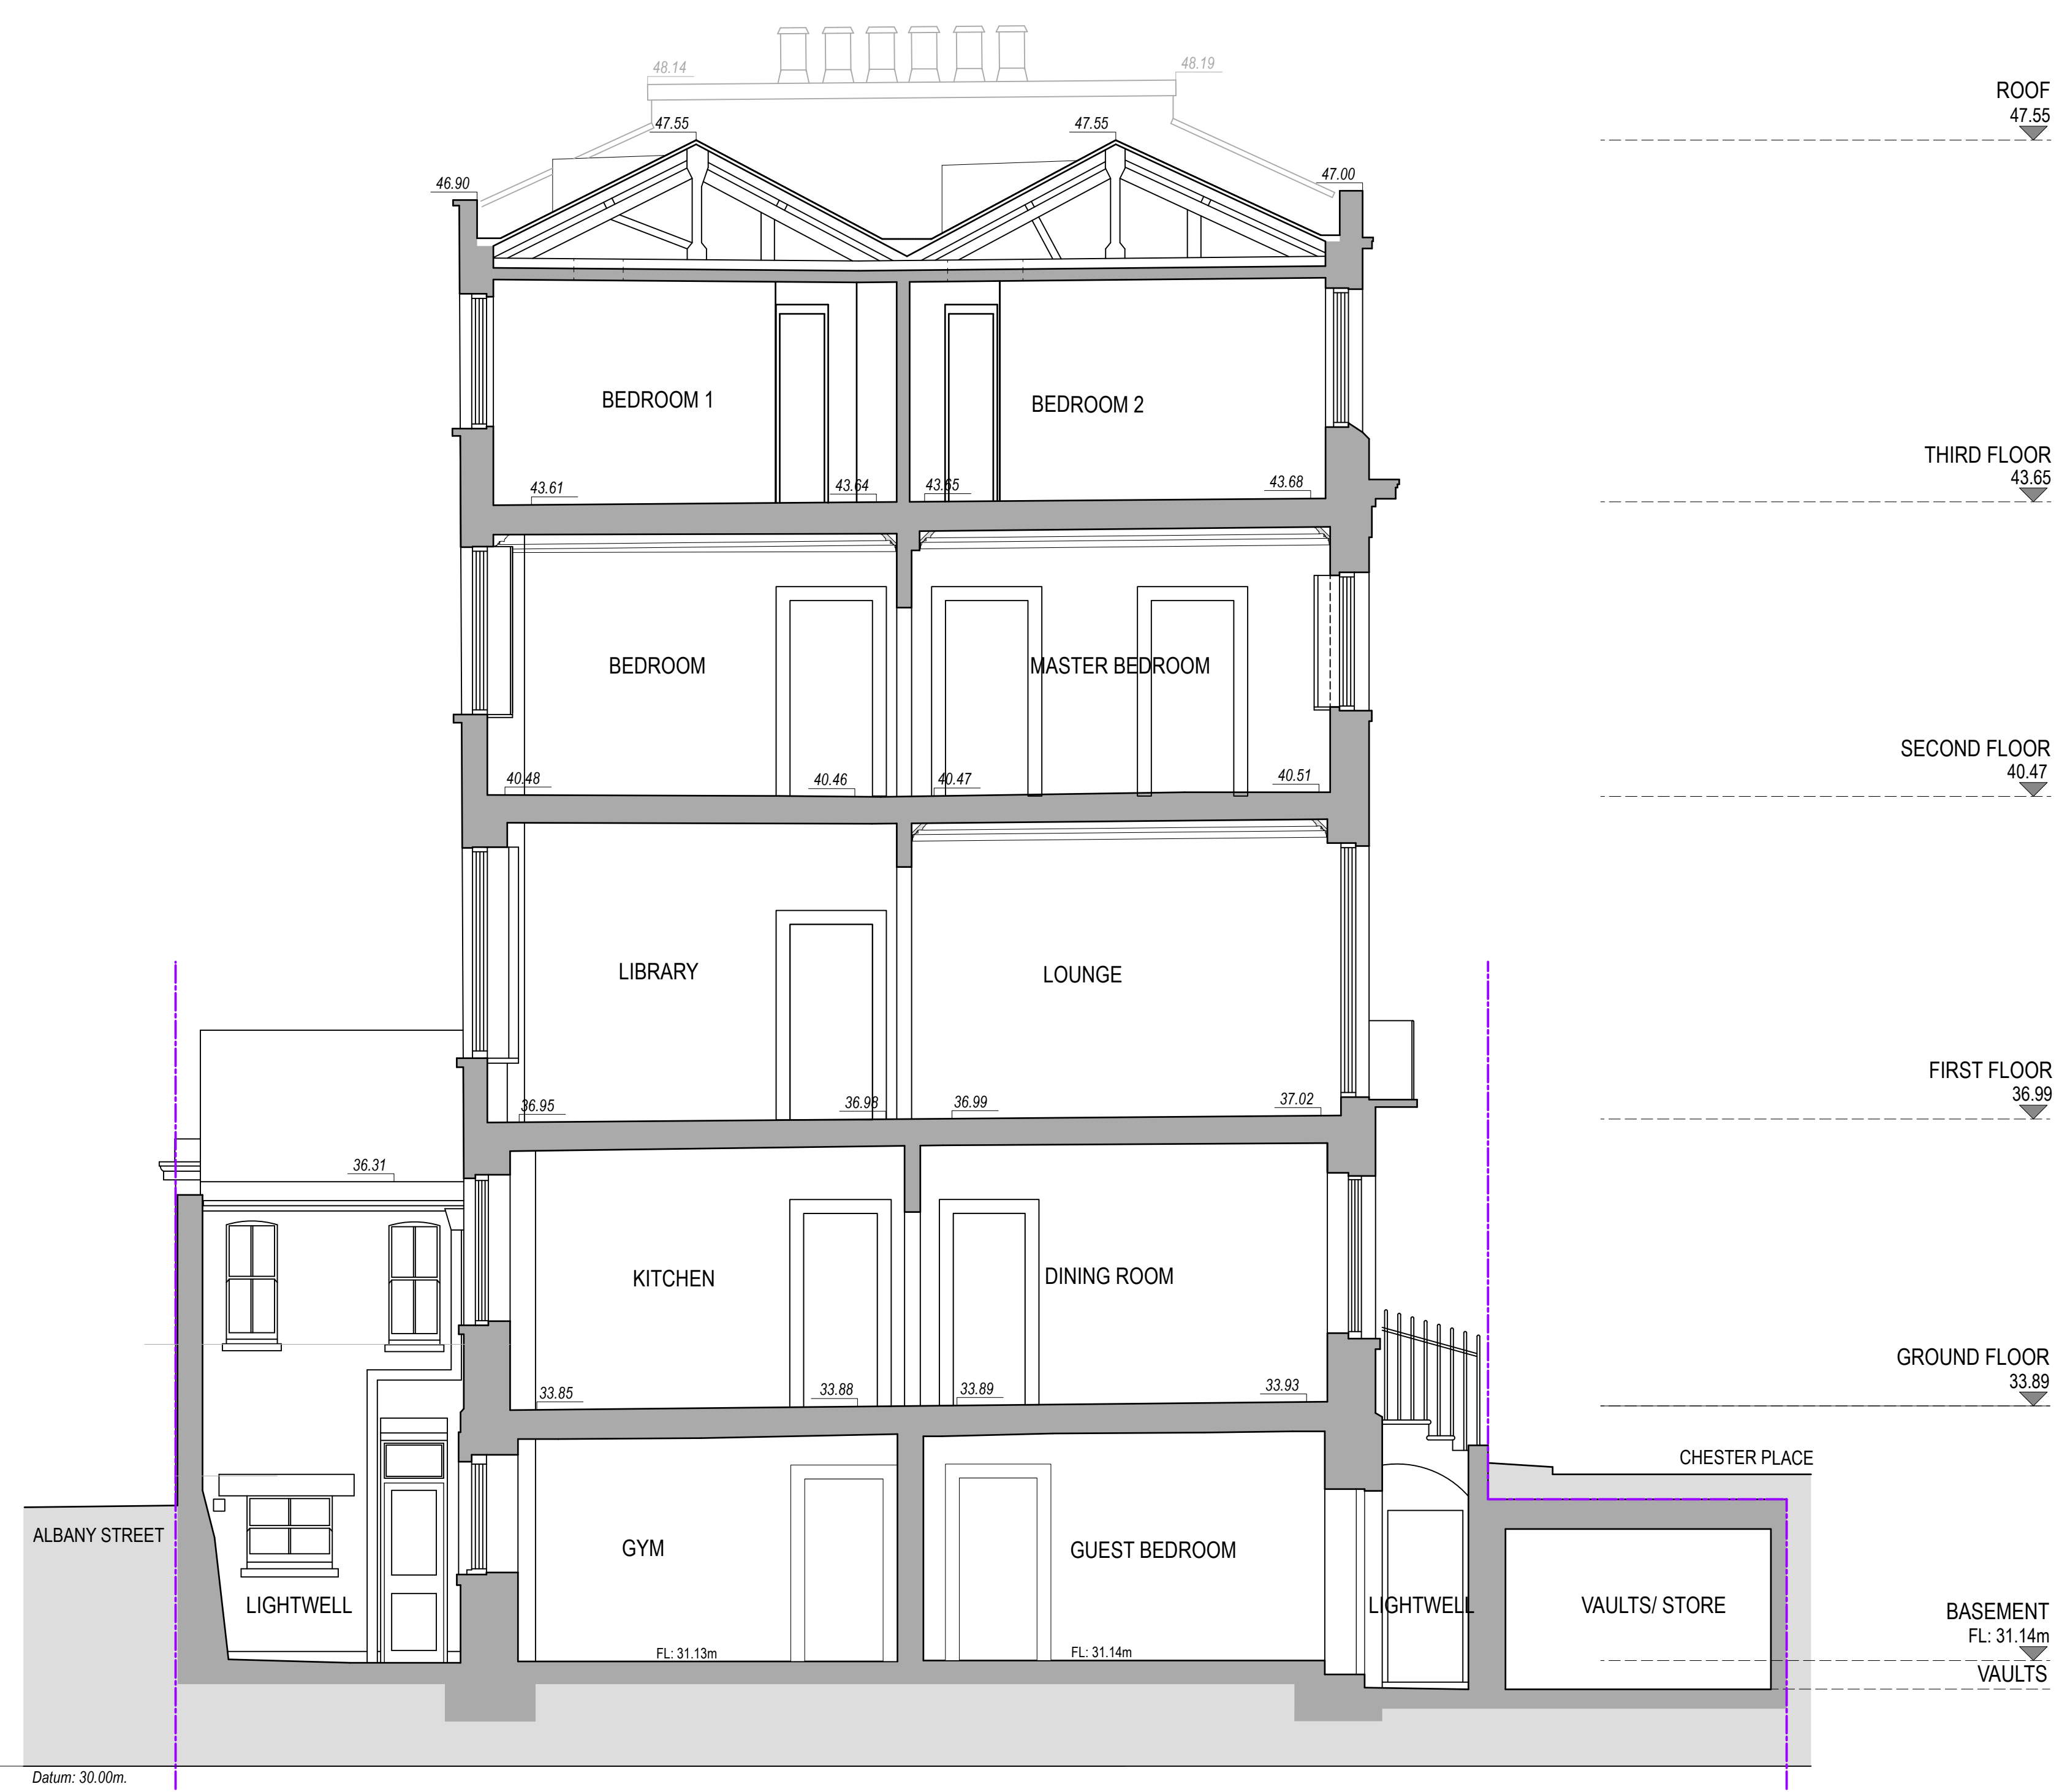 48.14
48.19
ROOF
47.55
47.55
47.55
46.90
47.00
BEDROOM 1
BEDROOM 2
THIRD FLOOR
43.65
43.61
43.64
43.65
43.68
BEDROOM
MASTER BEDROOM
SECOND FLOOR
40.47
40.48
40.46
40.47
40.51
LIBRARY
LOUNGE
FIRST FLOOR
36.99
36.95
36.98
36.99
37.02
36.31
KITCHEN
DINING ROOM
GROUND FLOOR
33.89
33.85
33.88
33.89
33.93
CHESTER PLACE
ALBANY STREET
GYM
GUEST BEDROOM
LIGHTWELL
LIGHTWELL
VAULTS/ STORE
BASEMENT
FL: 31.14m
FL: 31.13m
FL: 31.14m
VAULTS
Datum: 30.00m.